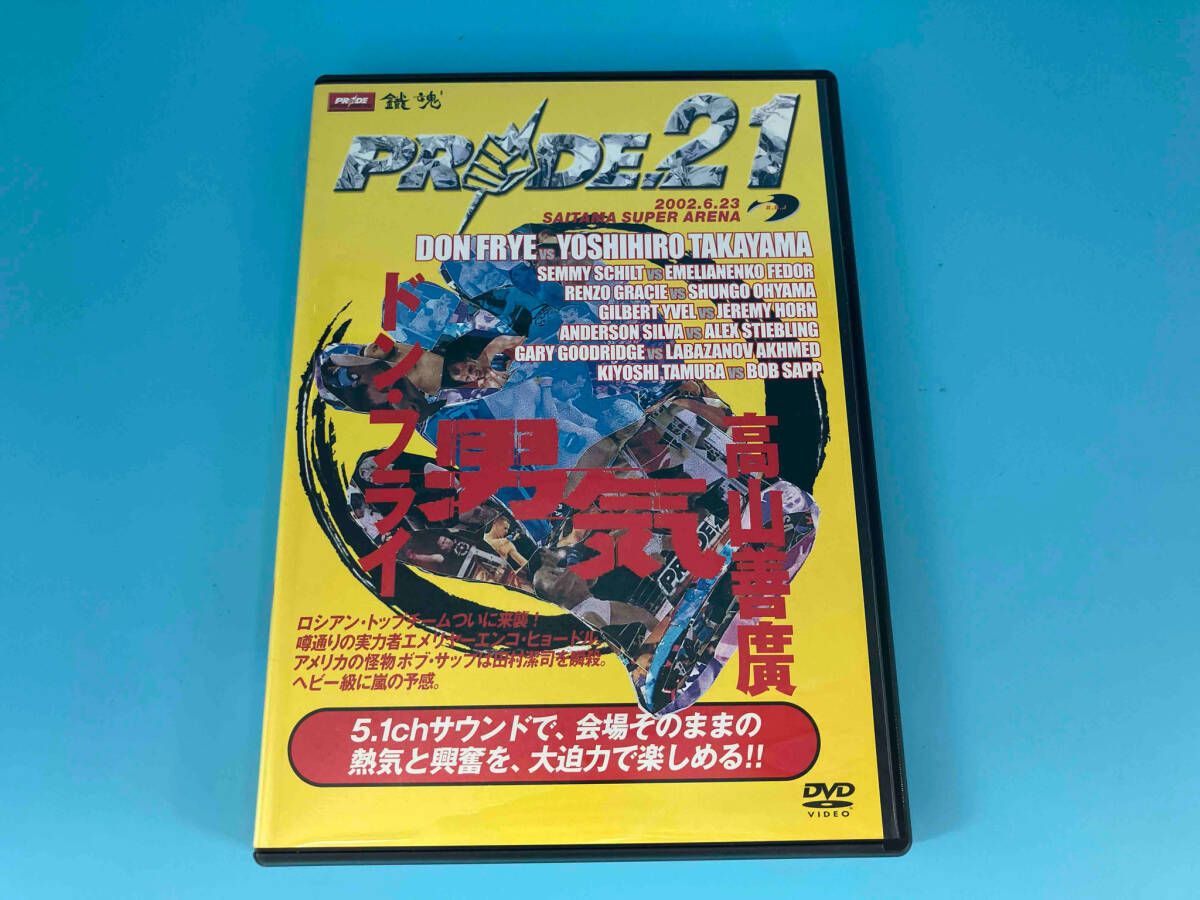 PRIDE
鉄魂
PRIDE.21
2002.6.23
SAITAMA SUPER ARENA
DON FRYE VS YOSHIHIRO TAKAYAMA
SEMMY SCHILT VS EMELIANENKO FEDOR
RENZO GRACIE VS SHUNGO OHYAMA
GILBERT YVEL VS JEREMY HORN
ANDERSON SILVA VS ALEX STIEBLING
GARY GOODRIDGE VS LABAZANOV AKHMED
KIYOSHI TAMURA VS BOB SAPP
ドン・フライ
男気
高山善廣
ロシアン・トップチームついに来襲！
噂通りの実力者エメリヤーエンコ・ヒョードル。
アメリカの怪物ボブ・サップは田村潔司を瞬殺。
ヘビー級に嵐の予感。
5.1chサウンドで、会場そのままの
熱気と興奮を、大迫力で楽しめる!!
DVD
VIDEO